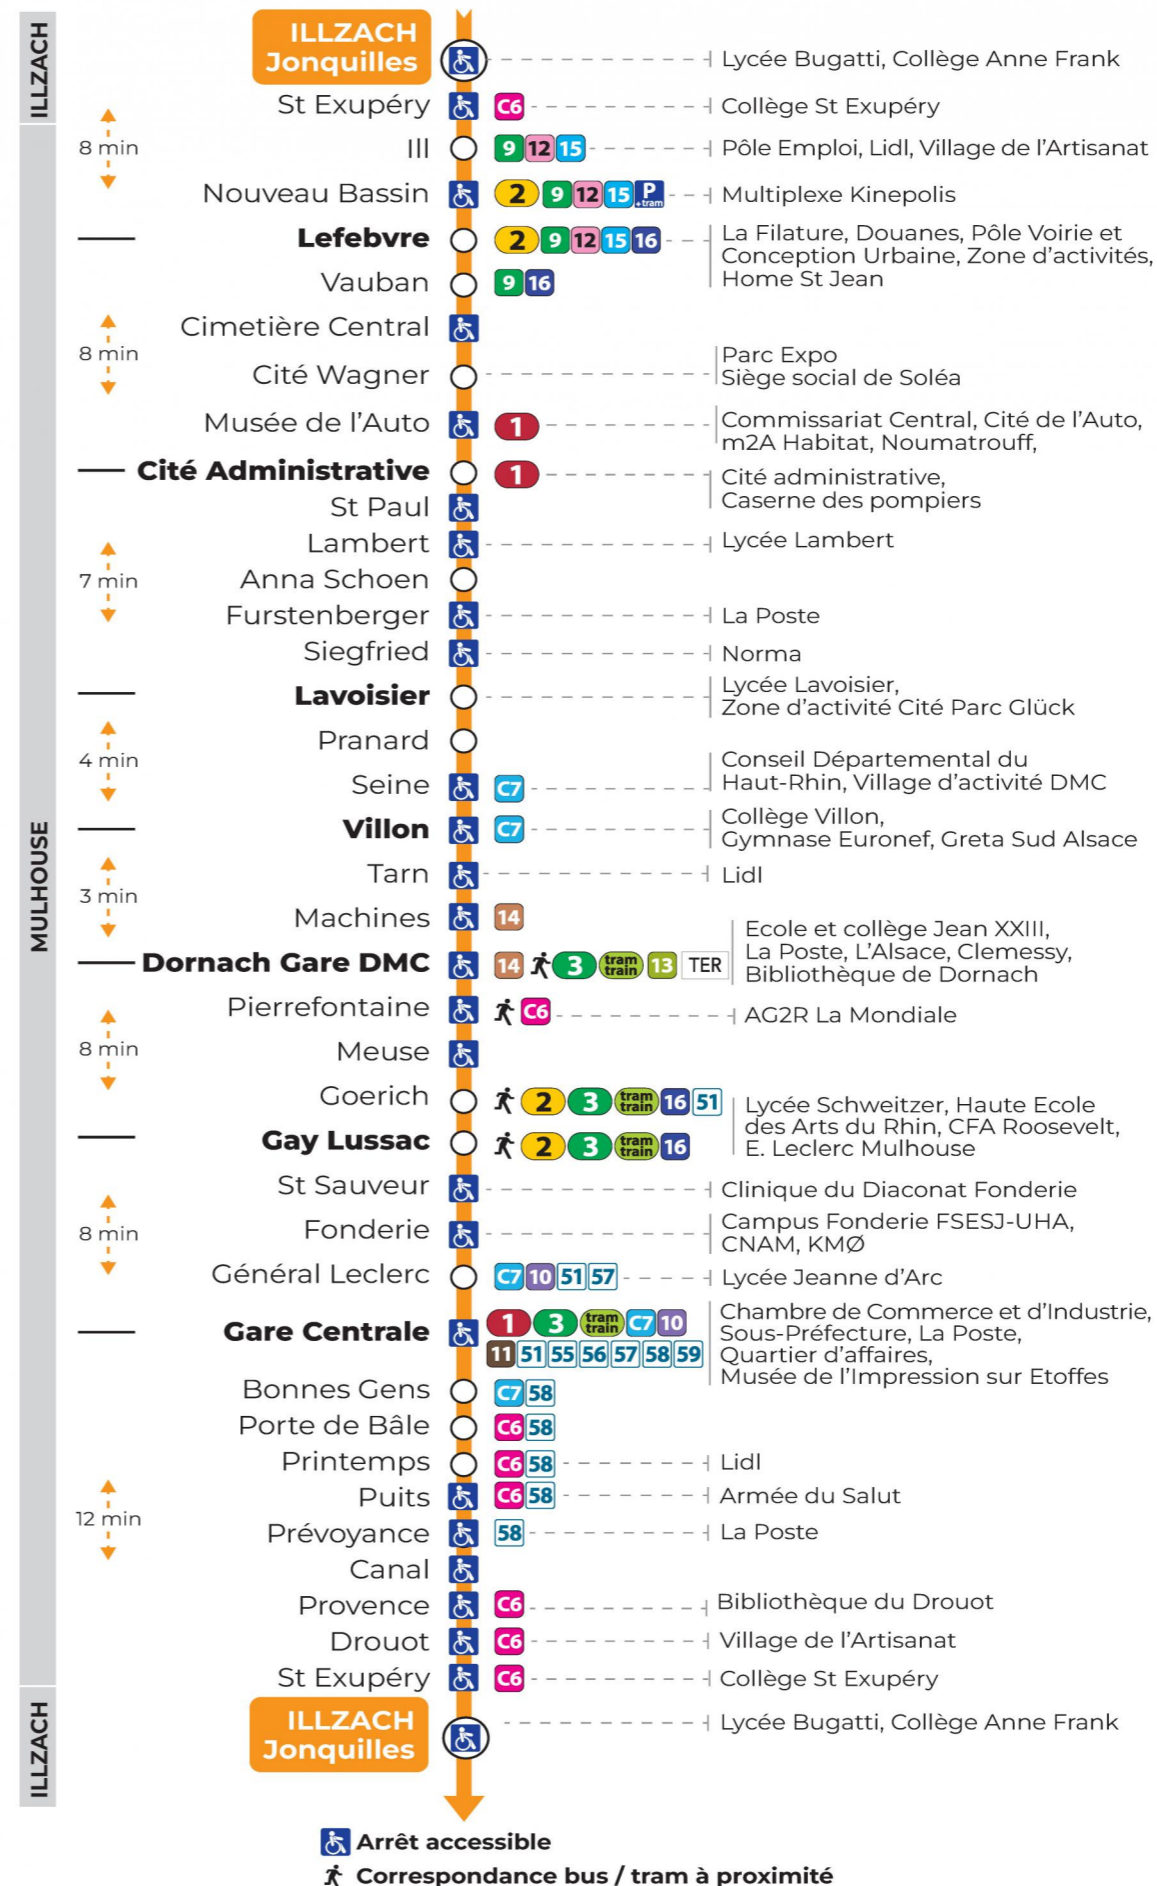 ILLZACH
ILLZACH
Jonquilles
Lycée Bugatti, Collège Anne Frank
St Exupéry C6 Collège St Exupéry
8 min
Ill 9 12 15 Pôle Emploi, Lidl, Village de l'Artisanat
Nouveau Bassin 2 9 12 15 P +tram Multiplexe Kinepolis
Lefebvre 2 9 12 15 16
La Filature, Douanes, Pôle Voirie et
Conception Urbaine, Zone d'activités,
Home St Jean
Vauban 9 16
Cimetière Central
8 min
Cité Wagner
Parc Expo
Siège social de Soléa
Musée de l'Auto 1
Commissariat Central, Cité de l'Auto,
m2A Habitat, Noumatrouff,
Cité Administrative 1
Cité administrative,
Caserne des pompiers
St Paul
Lambert Lycée Lambert
7 min
Anna Schoen
Furstenberger La Poste
Siegfried Norma
Lavoisier
Lycée Lavoisier,
Zone d'activité Cité Parc Glück
Pranard
4 min
Seine C7
Conseil Départemental du
Haut-Rhin, Village d'activité DMC
MULHOUSE
Villon C7
Collège Villon,
Gymnase Euronef, Greta Sud Alsace
Tarn Lidl
3 min
Machines 14
Dornach Gare DMC 14 3 tram train 13 TER
Ecole et collège Jean XXIII,
La Poste, L'Alsace, Clemessy,
Bibliothèque de Dornach
Pierrefontaine C6 AG2R La Mondiale
8 min
Meuse
Goerich 2 3 tram train 16 51
Gay Lussac 2 3 tram train 16
Lycée Schweitzer, Haute Ecole
des Arts du Rhin, CFA Roosevelt,
E. Leclerc Mulhouse
St Sauveur Clinique du Diaconat Fonderie
8 min
Fonderie
Campus Fonderie FSESJ-UHA,
CNAM, KMØ
Général Leclerc C7 10 51 57 Lycée Jeanne d'Arc
Gare Centrale 1 3 tram train C7 10
11 51 55 56 57 58 59
Chambre de Commerce et d'Industrie,
Sous-Préfecture, La Poste,
Quartier d'affaires,
Musée de l'Impression sur Etoffes
Bonnes Gens C7 58
Porte de Bâle C6 58
Printemps C6 58 Lidl
Puits C6 58 Armée du Salut
12 min
Prévoyance 58 La Poste
Canal
Provence C6 Bibliothèque du Drouot
Drouot C6 Village de l'Artisanat
St Exupéry C6 Collège St Exupéry
ILLZACH
ILLZACH
Jonquilles
Lycée Bugatti, Collège Anne Frank
Arrêt accessible
Correspondance bus / tram à proximité